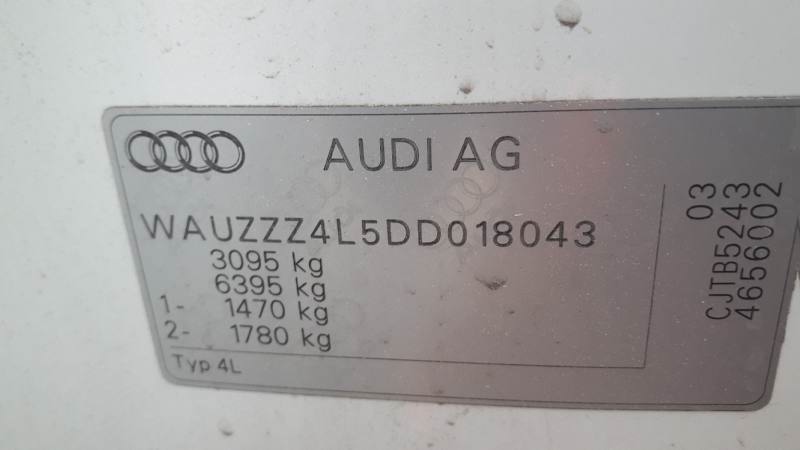 AUDI AG
WAUZZZ4L5DD018043
3095 kg
6395 kg
1- 1470 kg
2- 1780 kg
Typ 4L
03
CJTB5243
4656002